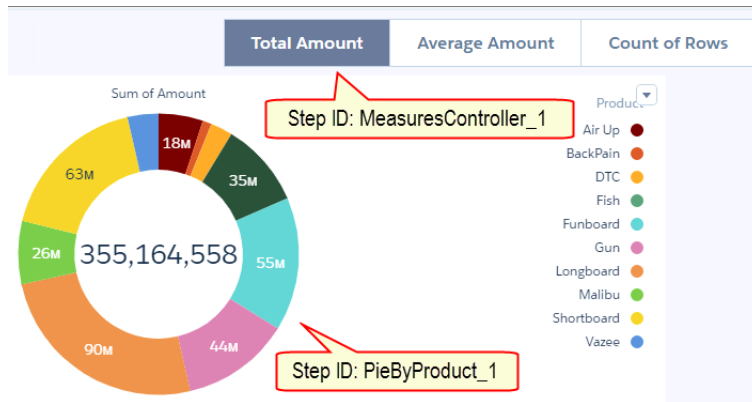 Total Amount
Average Amount
Count of Rows
Step ID: MeasuresController_1
Sum of Amount
Product
Air Up
BackPain
DTC
Fish
Funboard
Gun
Longboard
Malibu
Shortboard
Vazee
18M
35M
55M
44M
90M
26M
63M
355,164,558
Step ID: PieByProduct_1